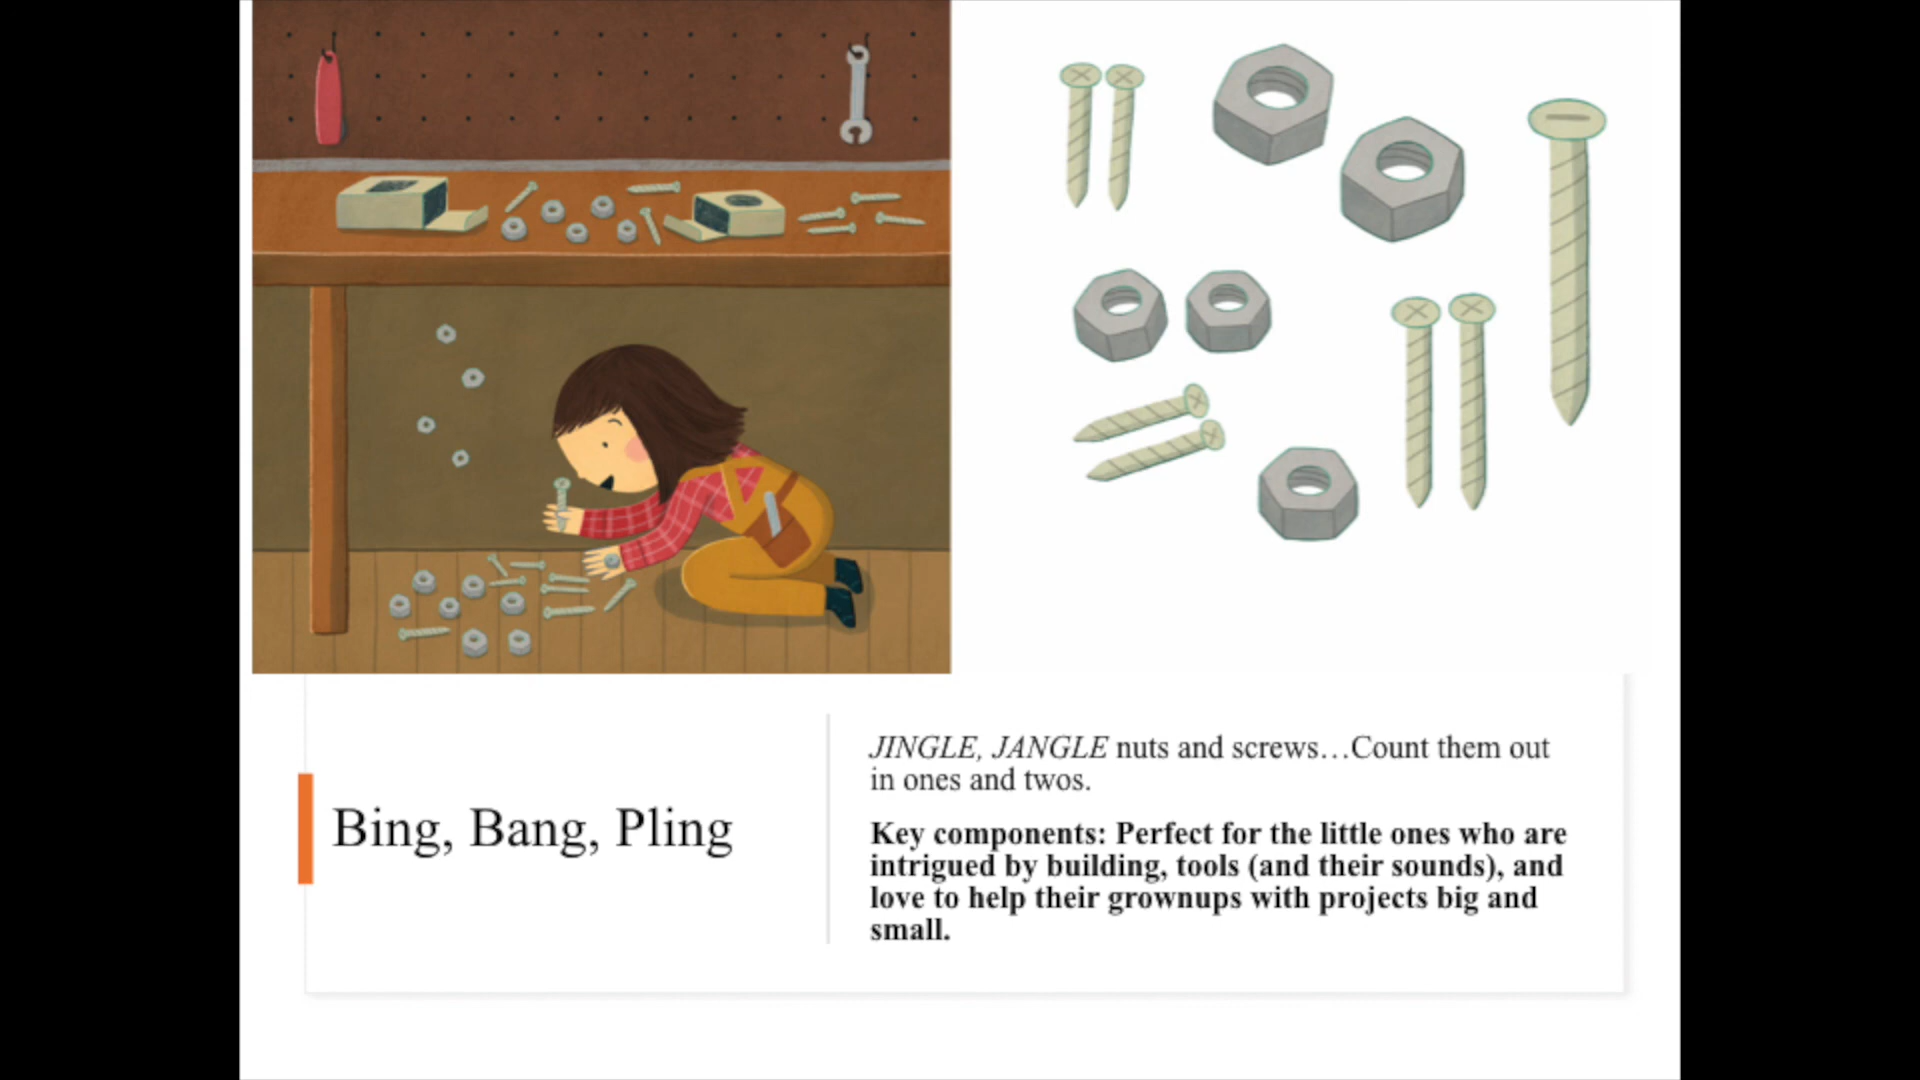 Bing, Bang, Pling
JINGLE, JANGLE nuts and screws…Count them out
in ones and twos.
Key components: Perfect for the little ones who are
intrigued by building, tools (and their sounds), and
love to help their grownups with projects big and
small.